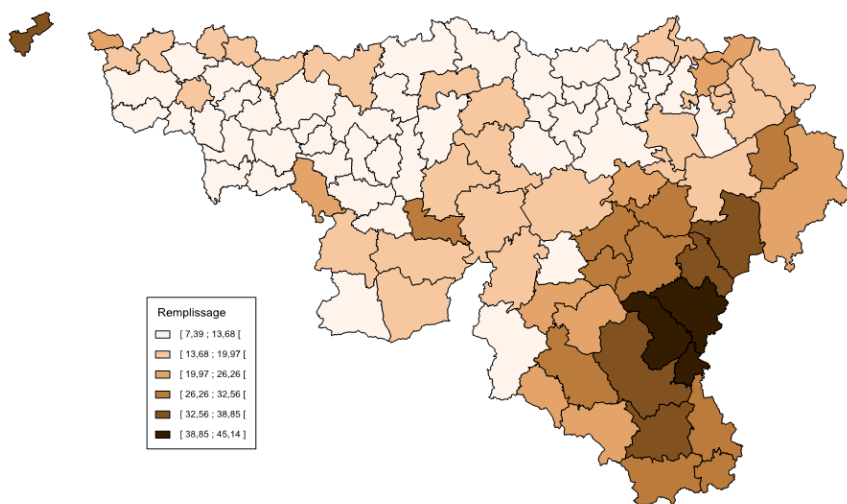 Remplissage
[ 7,39 ; 13,68 [
[ 13,68 ; 19,97 [
[ 19,97 ; 26,26 [
[ 26,26 ; 32,56 [
[ 32,56 ; 38,85 [
[ 38,85 ; 45,14 ]